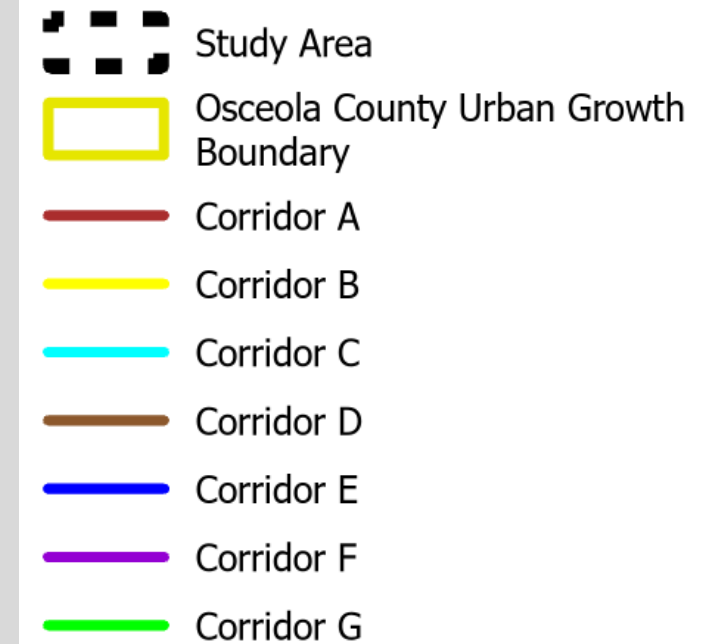 Study Area
Osceola County Urban Growth
Boundary
Corridor A
Corridor B
Corridor C
Corridor D
Corridor E
Corridor F
Corridor G